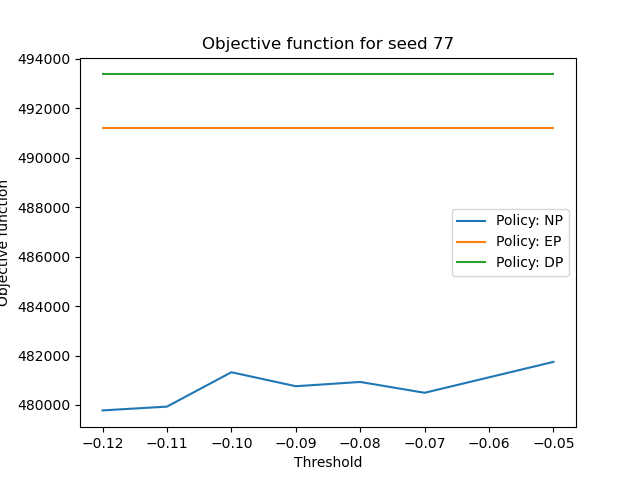 Objective function for seed 77
494000
492000
490000
488000
486000
484000
482000
480000
Objective function
Policy: NP
Policy: EP
Policy: DP
−0.12 −0.11 −0.10 −0.09 −0.08 −0.07 −0.06 −0.05
Threshold